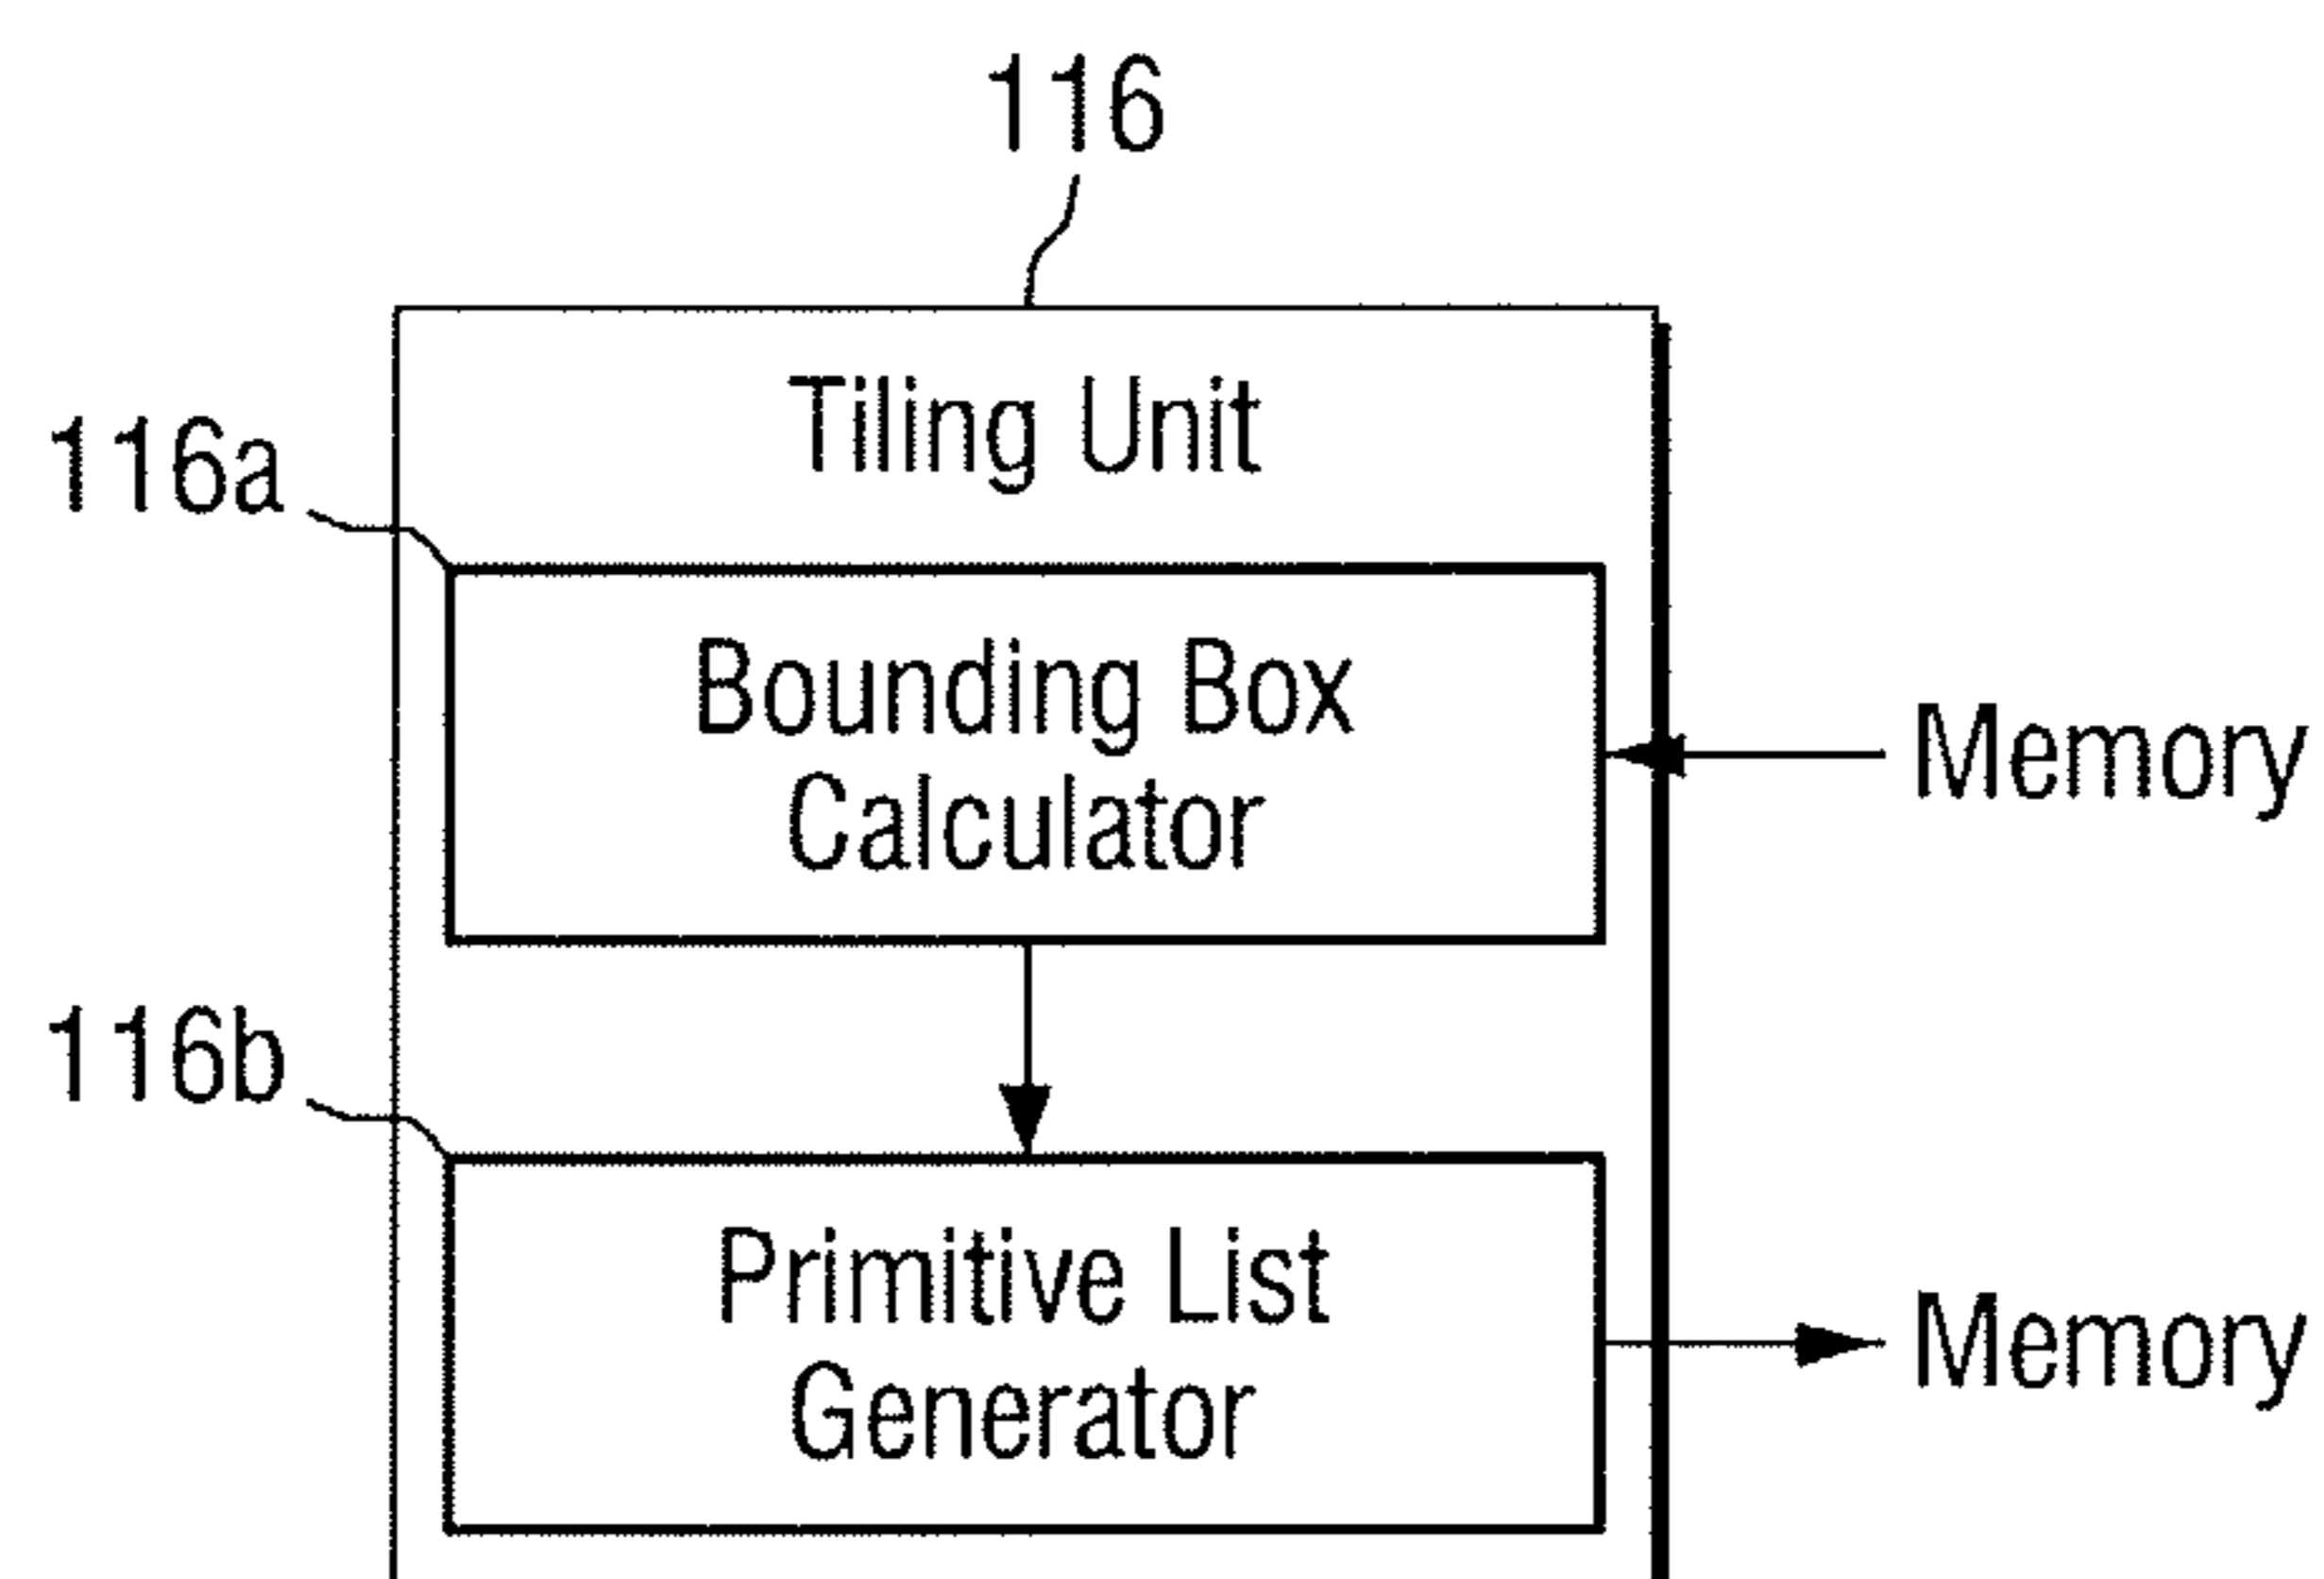 116
Tiling Unit
116a
Bounding Box
Calculator
Memory
116b
Primitive List
Generator
Memory